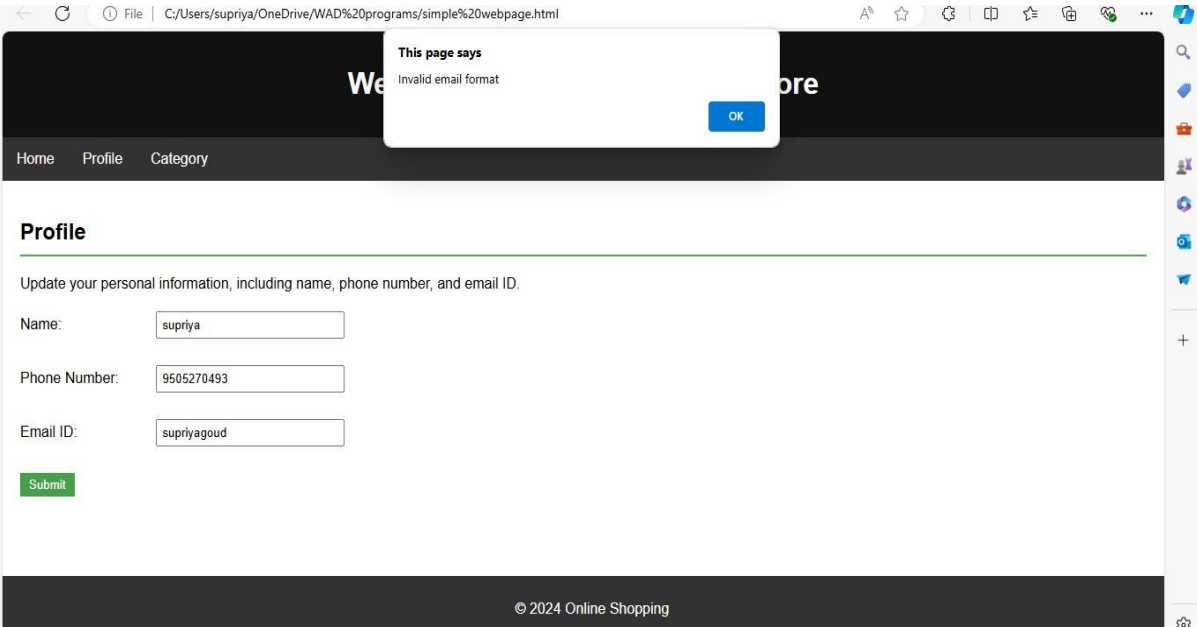 File C:/Users/supriya/OneDrive/WAD%20programs/simple%20webpage.html
This page says
Invalid email format
OK
Home Profile Category
Profile
Update your personal information, including name, phone number, and email ID.
Name: supriya
Phone Number: 9505270493
Email ID: supriyagoud
Submit
© 2024 Online Shopping